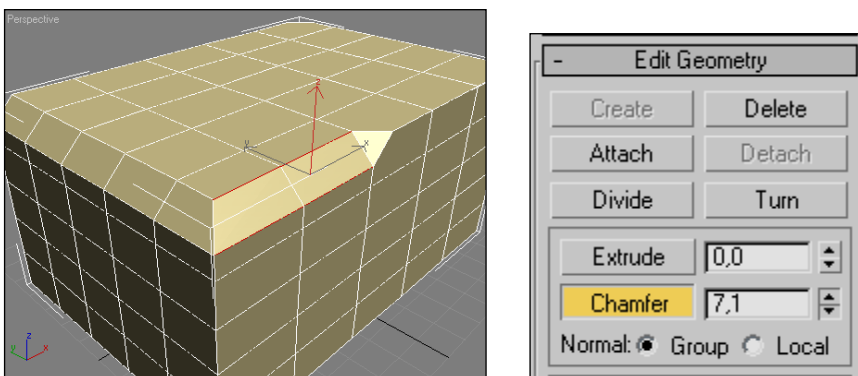 Perspective
z
y
x
z
y
x
- Edit Geometry
Create Delete
Attach Detach
Divide Turn
Extrude 0,0
Chamfer 7,1
Normal: Group Local